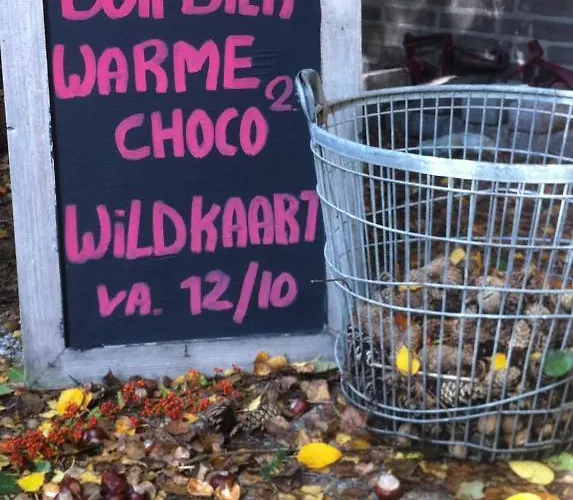 WARME
CHOCO 2.
WiLDKAART
VA. 12/10